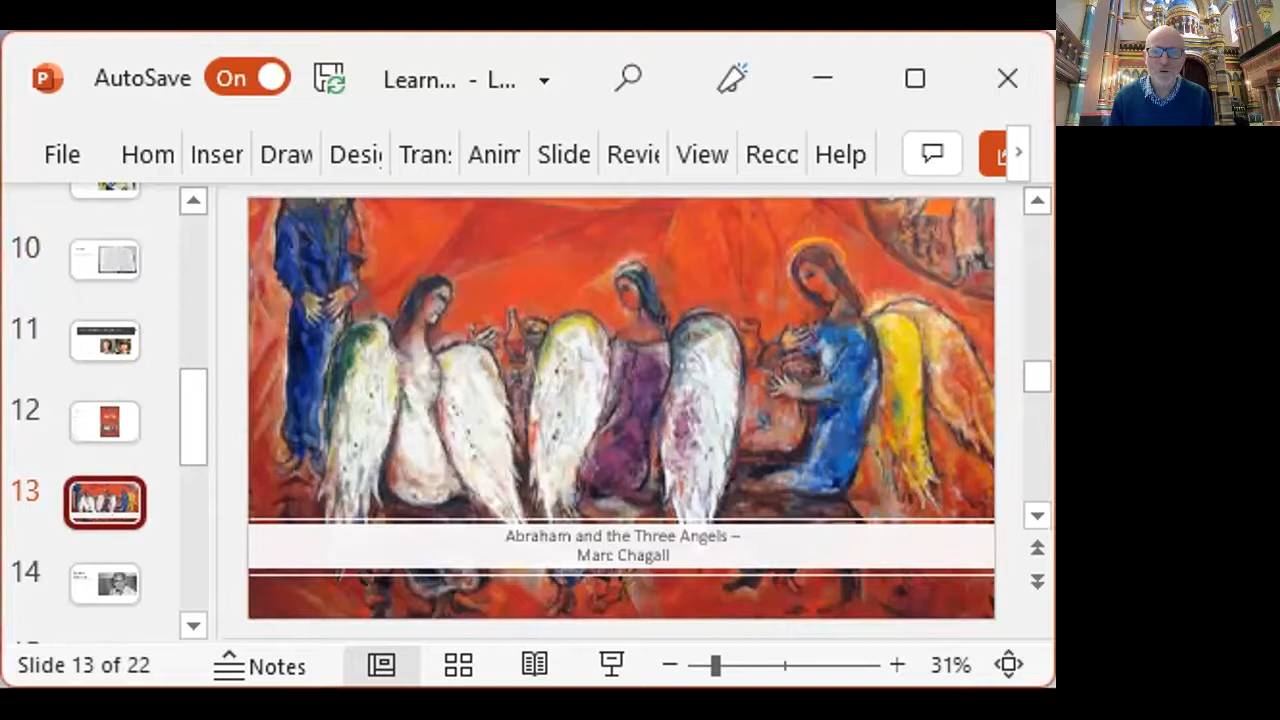 P AutoSave On Learn... - L...
File Hom Inser Draw Desi Tran: Anim Slide Revie View Recc Help
10
11
12
13
14
Abraham and the Three Angels –
Marc Chagall
Slide 13 of 22 Notes 31%